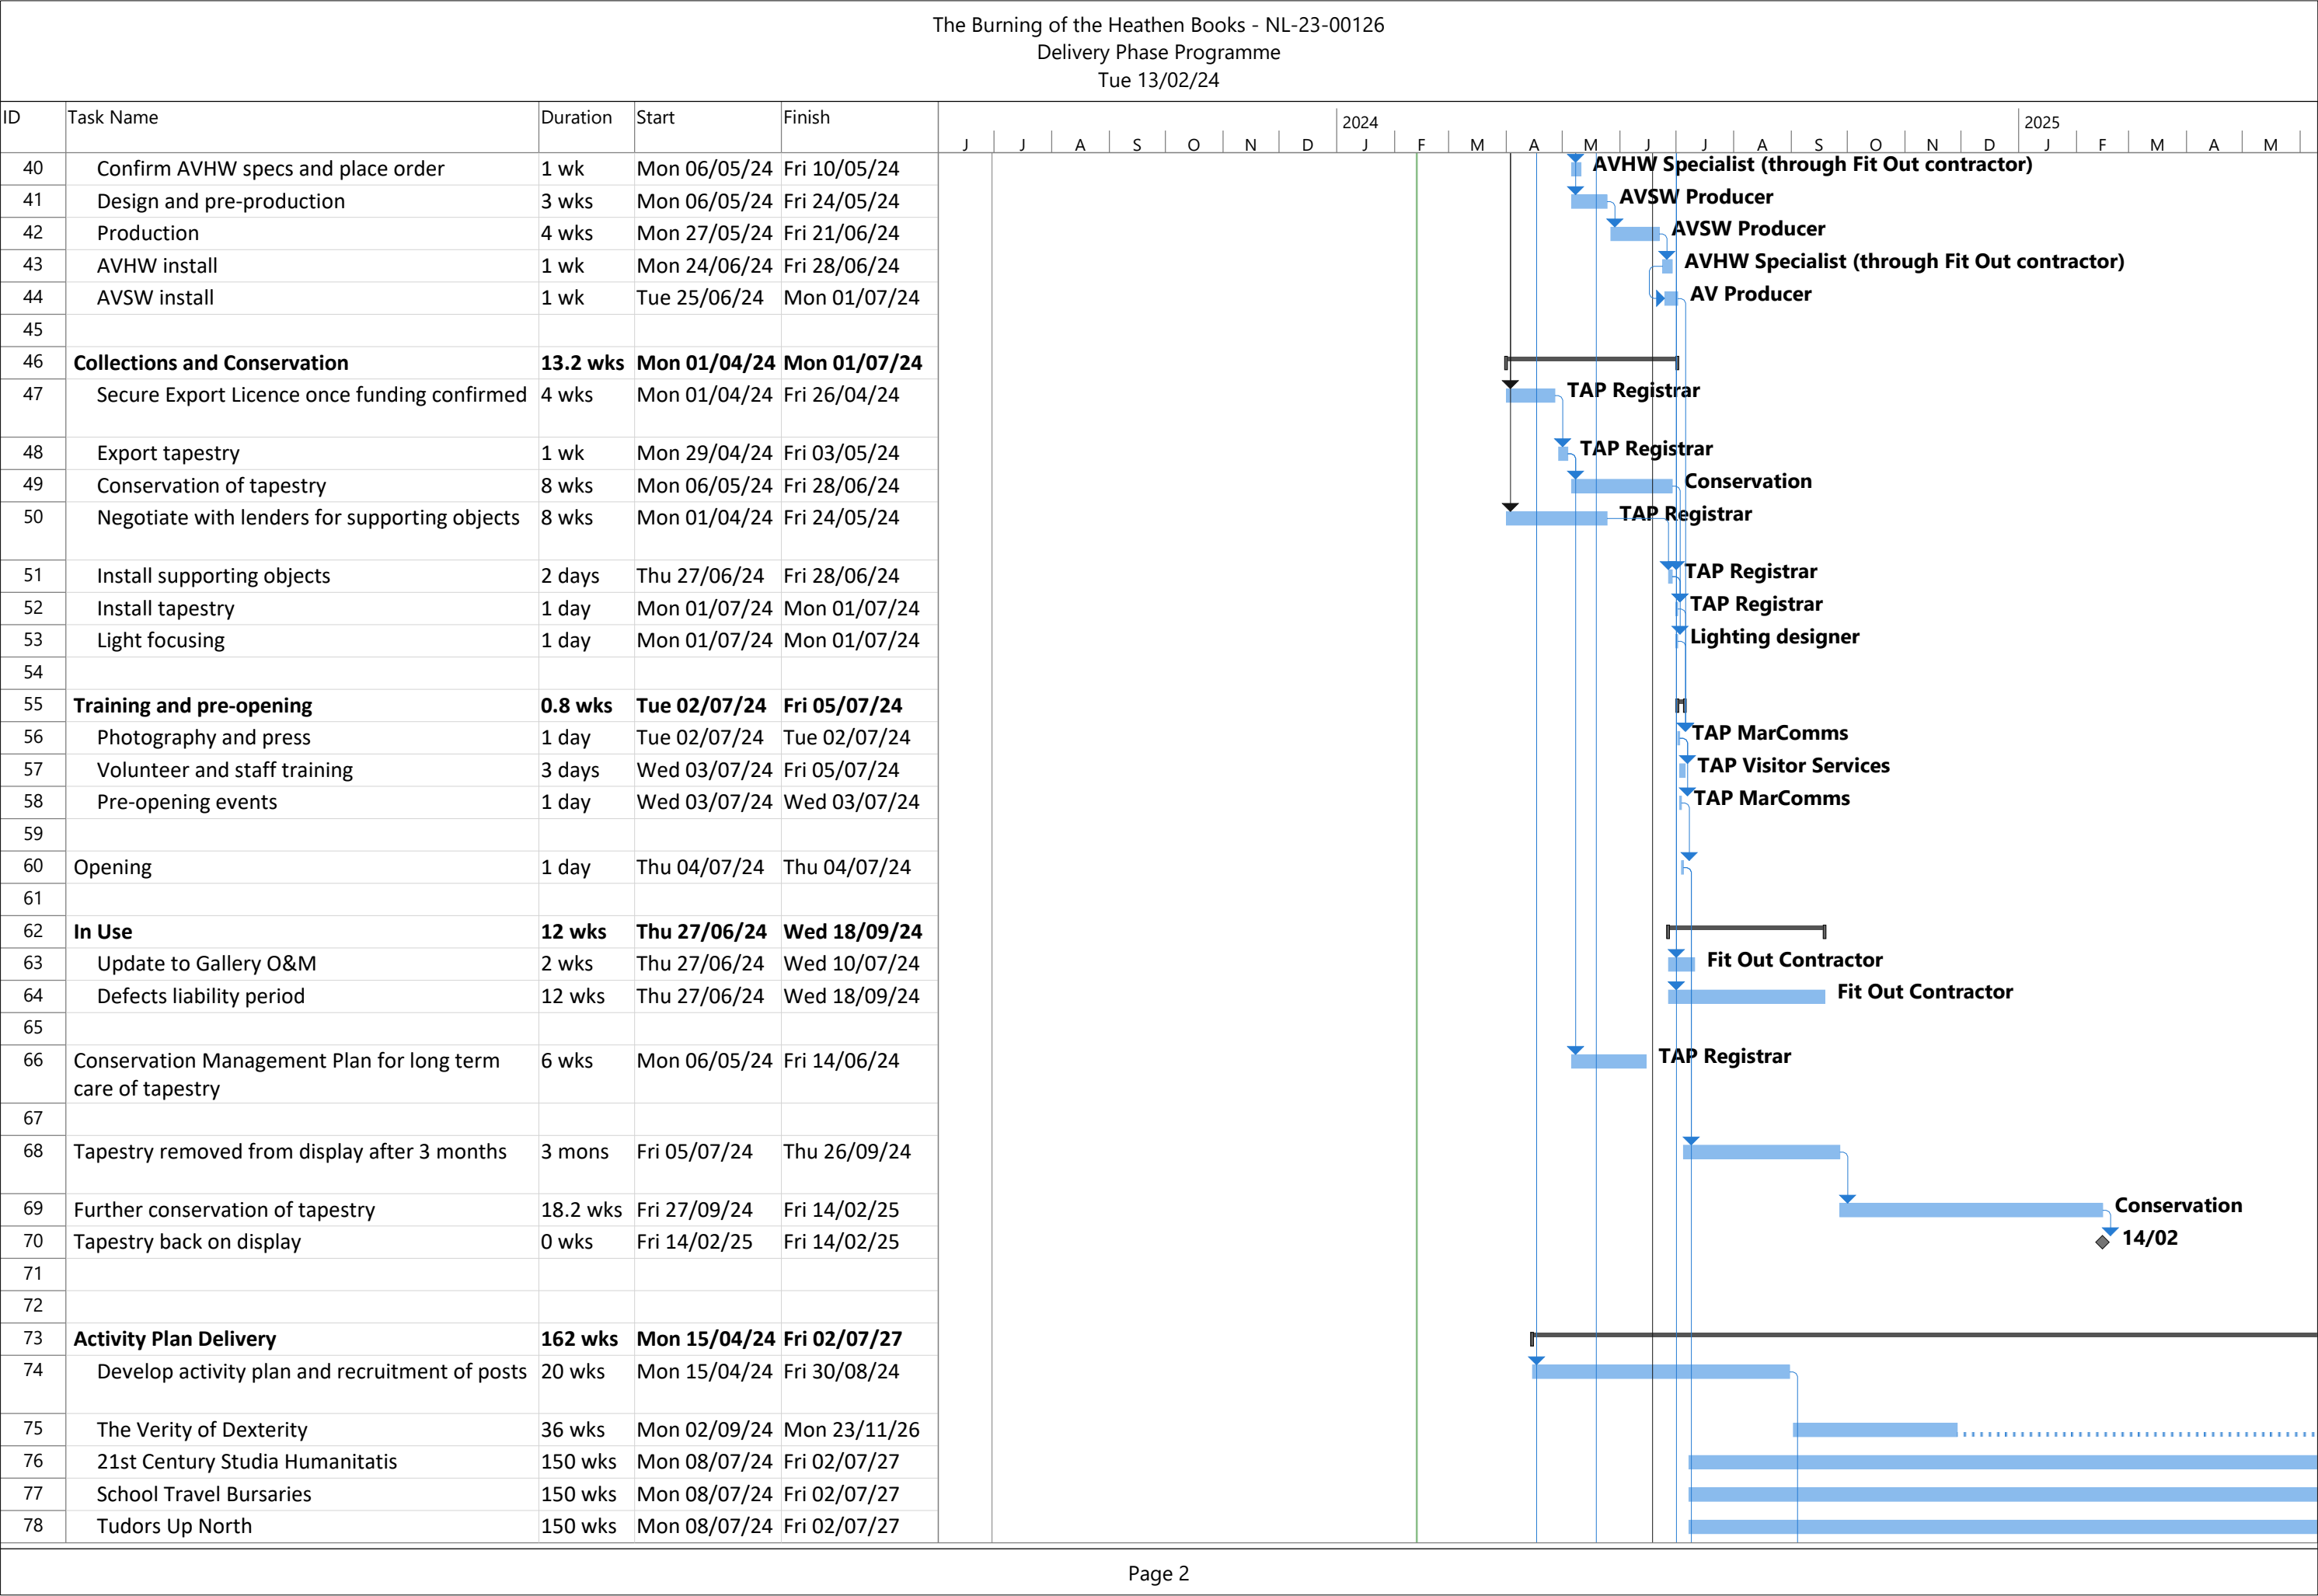 The Burning of the Heathen Books - NL-23-00126
Delivery Phase Programme
Tue 13/02/24
ID Task Name Duration Start Finish 2024 2025
J J A S O N D J F M A M J J A S O N D J F M A M
40 Confirm AVHW specs and place order 1 wk Mon 06/05/24 Fri 10/05/24 AVHW Specialist (through Fit Out contractor)
41 Design and pre-production 3 wks Mon 06/05/24 Fri 24/05/24 AVSW Producer
42 Production 4 wks Mon 27/05/24 Fri 21/06/24 AVSW Producer
43 AVHW install 1 wk Mon 24/06/24 Fri 28/06/24 AVHW Specialist (through Fit Out contractor)
44 AVSW install 1 wk Tue 25/06/24 Mon 01/07/24 AV Producer
45
46 Collections and Conservation 13.2 wks Mon 01/04/24 Mon 01/07/24
47 Secure Export Licence once funding confirmed 4 wks Mon 01/04/24 Fri 26/04/24 TAP Registrar
48 Export tapestry 1 wk Mon 29/04/24 Fri 03/05/24 TAP Registrar
49 Conservation of tapestry 8 wks Mon 06/05/24 Fri 28/06/24 Conservation
50 Negotiate with lenders for supporting objects 8 wks Mon 01/04/24 Fri 24/05/24 TAP Registrar
51 Install supporting objects 2 days Thu 27/06/24 Fri 28/06/24 TAP Registrar
52 Install tapestry 1 day Mon 01/07/24 Mon 01/07/24 TAP Registrar
53 Light focusing 1 day Mon 01/07/24 Mon 01/07/24 Lighting designer
54
55 Training and pre-opening 0.8 wks Tue 02/07/24 Fri 05/07/24
56 Photography and press 1 day Tue 02/07/24 Tue 02/07/24 TAP MarComms
57 Volunteer and staff training 3 days Wed 03/07/24 Fri 05/07/24 TAP Visitor Services
58 Pre-opening events 1 day Wed 03/07/24 Wed 03/07/24 TAP MarComms
59
60 Opening 1 day Thu 04/07/24 Thu 04/07/24
61
62 In Use 12 wks Thu 27/06/24 Wed 18/09/24
63 Update to Gallery O&M 2 wks Thu 27/06/24 Wed 10/07/24 Fit Out Contractor
64 Defects liability period 12 wks Thu 27/06/24 Wed 18/09/24 Fit Out Contractor
65
66 Conservation Management Plan for long term 6 wks Mon 06/05/24 Fri 14/06/24 TAP Registrar
care of tapestry
67
68 Tapestry removed from display after 3 months 3 mons Fri 05/07/24 Thu 26/09/24
69 Further conservation of tapestry 18.2 wks Fri 27/09/24 Fri 14/02/25 Conservation
70 Tapestry back on display 0 wks Fri 14/02/25 Fri 14/02/25 14/02
71
72
73 Activity Plan Delivery 162 wks Mon 15/04/24 Fri 02/07/27
74 Develop activity plan and recruitment of posts 20 wks Mon 15/04/24 Fri 30/08/24
75 The Verity of Dexterity 36 wks Mon 02/09/24 Mon 23/11/26
76 21st Century Studia Humanitatis 150 wks Mon 08/07/24 Fri 02/07/27
77 School Travel Bursaries 150 wks Mon 08/07/24 Fri 02/07/27
78 Tudors Up North 150 wks Mon 08/07/24 Fri 02/07/27
Page 2